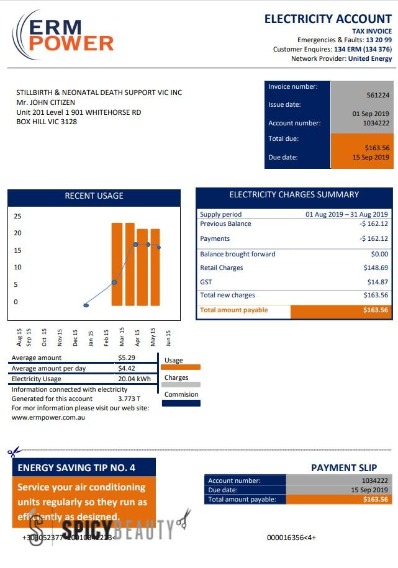 ERM
POWER
ELECTRICITY ACCOUNT
TAX INVOICE
Emergencies & Faults: 13 20 99
Customer Enquires: 134 ERM (134 376)
Network Provider: United Energy
STILLBIRTH & NEONATAL DEATH SUPPORT VIC INC
Mr. JOHN CITIZEN
Unit 201 Level 1 901 WHITEHORSE RD
BOX HILL VIC 3128
Invoice number:
561224
Issue date:
01 Sep 2019
Account number:
1034222
Total due:
$163.56
Due date:
15 Sep 2019
RECENT USAGE
25
20
15
10
5
0
Aug 15
Sep 15
Oct 15
Nov 15
Dec 15
Jan 15
Feb 15
Mar 15
Apr 15
May 15
Jun 15
Average amount $5.29
Average amount per day $4.42
Electricity Usage 20.04 kWh
Information connected with electricity
Generated for this account 3.773 T
For mor information please visit our web site:
www.ermpower.com.au
Usage
Charges
Commision
ELECTRICITY CHARGES SUMMARY
Supply period 01 Aug 2019 – 31 Aug 2019
Previous Balance -$ 162.12
Payments -$ 162.12
Balance brought forward $0.00
Retail Charges $148.69
GST $14.87
Total new charges $163.56
Total amount payable $163.56
ENERGY SAVING TIP NO. 4
Service your air conditioning
units regularly so they run as
efficiently as designed.
PAYMENT SLIP
Account number: 1034222
Due date: 15 Sep 2019
Total amount payable: $163.56
SPICYBEAUTY
000016356<4+